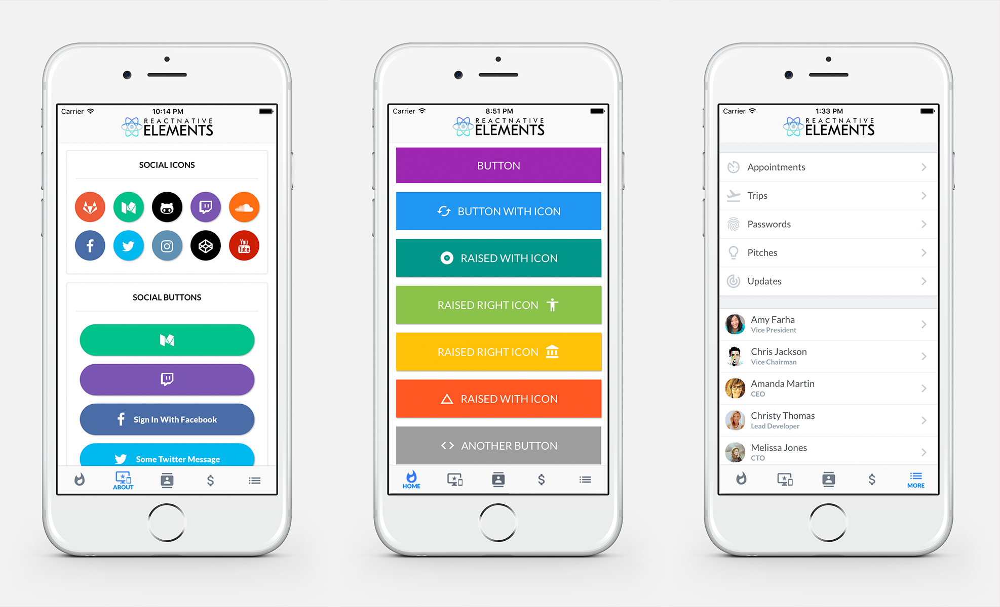 Carrier 10:14 PM
REACTNATIVE
ELEMENTS
SOCIAL ICONS
You
Tube
SOCIAL BUTTONS
Sign In With Facebook
Some Twitter Message
ABOUT
Carrier 8:51 PM
REACTNATIVE
ELEMENTS
BUTTON
BUTTON WITH ICON
RAISED WITH ICON
RAISED RIGHT ICON
RAISED RIGHT ICON
RAISED WITH ICON
ANOTHER BUTTON
HOME
Carrier 1:33 PM
REACTNATIVE
ELEMENTS
Appointments
Trips
Passwords
Pitches
Updates
Amy Farha
Vice President
Chris Jackson
Vice Chairman
Amanda Martin
CEO
Christy Thomas
Lead Developer
Melissa Jones
CTO
MORE